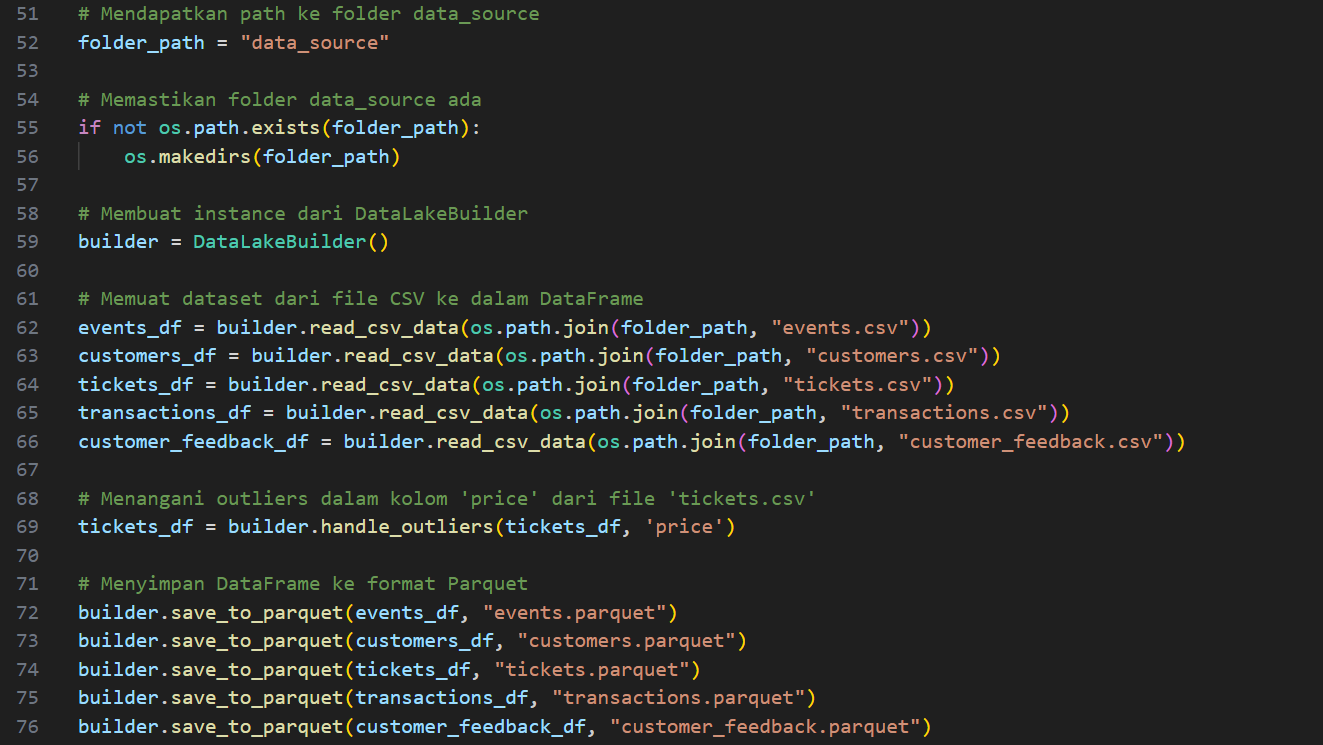 51 # Mendapatkan path ke folder data_source
52 folder_path = "data_source"
53
54 # Memastikan folder data_source ada
55 if not os.path.exists(folder_path):
56     os.makedirs(folder_path)
57
58 # Membuat instance dari DataLakeBuilder
59 builder = DataLakeBuilder()
60
61 # Memuat dataset dari file CSV ke dalam DataFrame
62 events_df = builder.read_csv_data(os.path.join(folder_path, "events.csv"))
63 customers_df = builder.read_csv_data(os.path.join(folder_path, "customers.csv"))
64 tickets_df = builder.read_csv_data(os.path.join(folder_path, "tickets.csv"))
65 transactions_df = builder.read_csv_data(os.path.join(folder_path, "transactions.csv"))
66 customer_feedback_df = builder.read_csv_data(os.path.join(folder_path, "customer_feedback.csv"))
67
68 # Menangani outliers dalam kolom 'price' dari file 'tickets.csv'
69 tickets_df = builder.handle_outliers(tickets_df, 'price')
70
71 # Menyimpan DataFrame ke format Parquet
72 builder.save_to_parquet(events_df, "events.parquet")
73 builder.save_to_parquet(customers_df, "customers.parquet")
74 builder.save_to_parquet(tickets_df, "tickets.parquet")
75 builder.save_to_parquet(transactions_df, "transactions.parquet")
76 builder.save_to_parquet(customer_feedback_df, "customer_feedback.parquet")